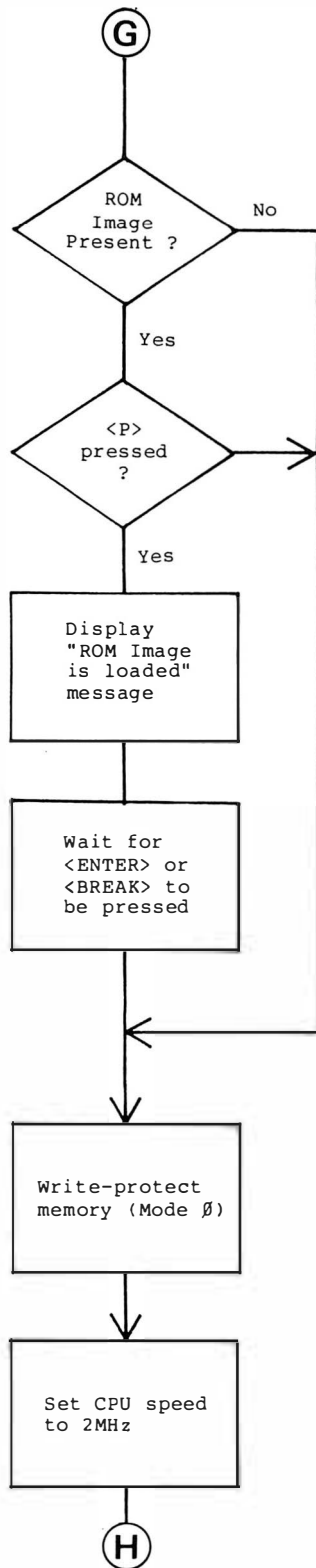 G
ROM
Image
Present ?
No
Yes
<P>
pressed
?
Yes
Display
"ROM Image
is loaded"
message
Wait for
<ENTER> or
<BREAK> to
be pressed
Write-protect
memory (Mode Ø)
Set CPU speed
to 2MHz
H